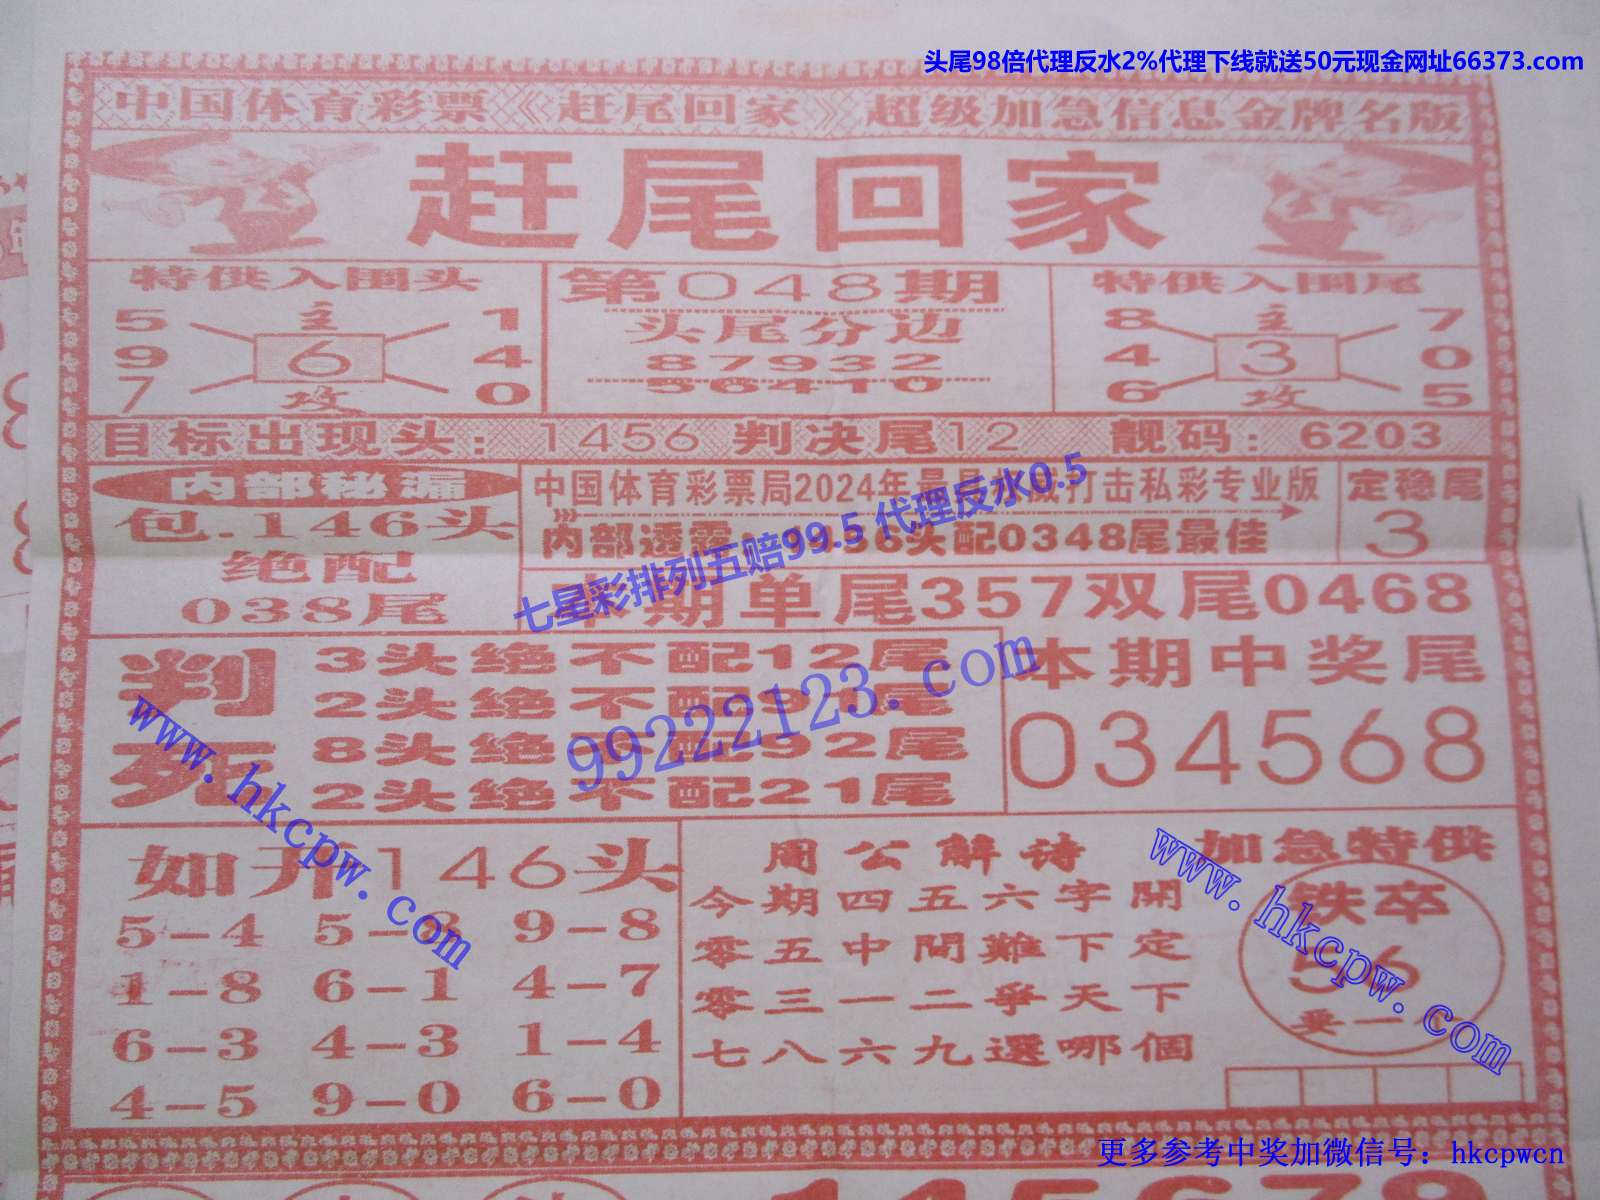 头尾98倍代理反水2%代理下线就送50元现金网址66373.com
中国体育彩票《赶尾回家》超级加急信息金牌名版
赶尾回家
特供入围头
5 主 1
9 6 4
7 攻 0
第048期
头尾分边
87932
56410
特供入围尾
8 主 7
4 3 0
6 攻 5
目标出现头：1456 判决尾12 靓码：6203
内部秘漏
包.146头
绝配
038尾
中国体育彩票局2024年最具 打击私彩专业版
内部透露 56头配0348尾最佳
定稳尾
3
期单尾357双尾0468
判死
3头绝不配12尾
2头绝不配91尾
8头绝不配92尾
2头绝不配21尾
本期中奖尾
034568
如开146头
5-4 5-8 9-8
1-8 6-1 4-7
6-3 4-3 1-4
4-5 9-0 6-0
周公解诗
今期四五六字開
零五中間難下定
零三一二爭天下
七八六九選哪個
加急特供
铁卒
56
卖一个
七星彩排列五赔99.5 代理反水0.5
99222123.com
www.hkcpw.com
www.hkcpw.com
更多参考中奖加微信号：hkcpwcn
145678